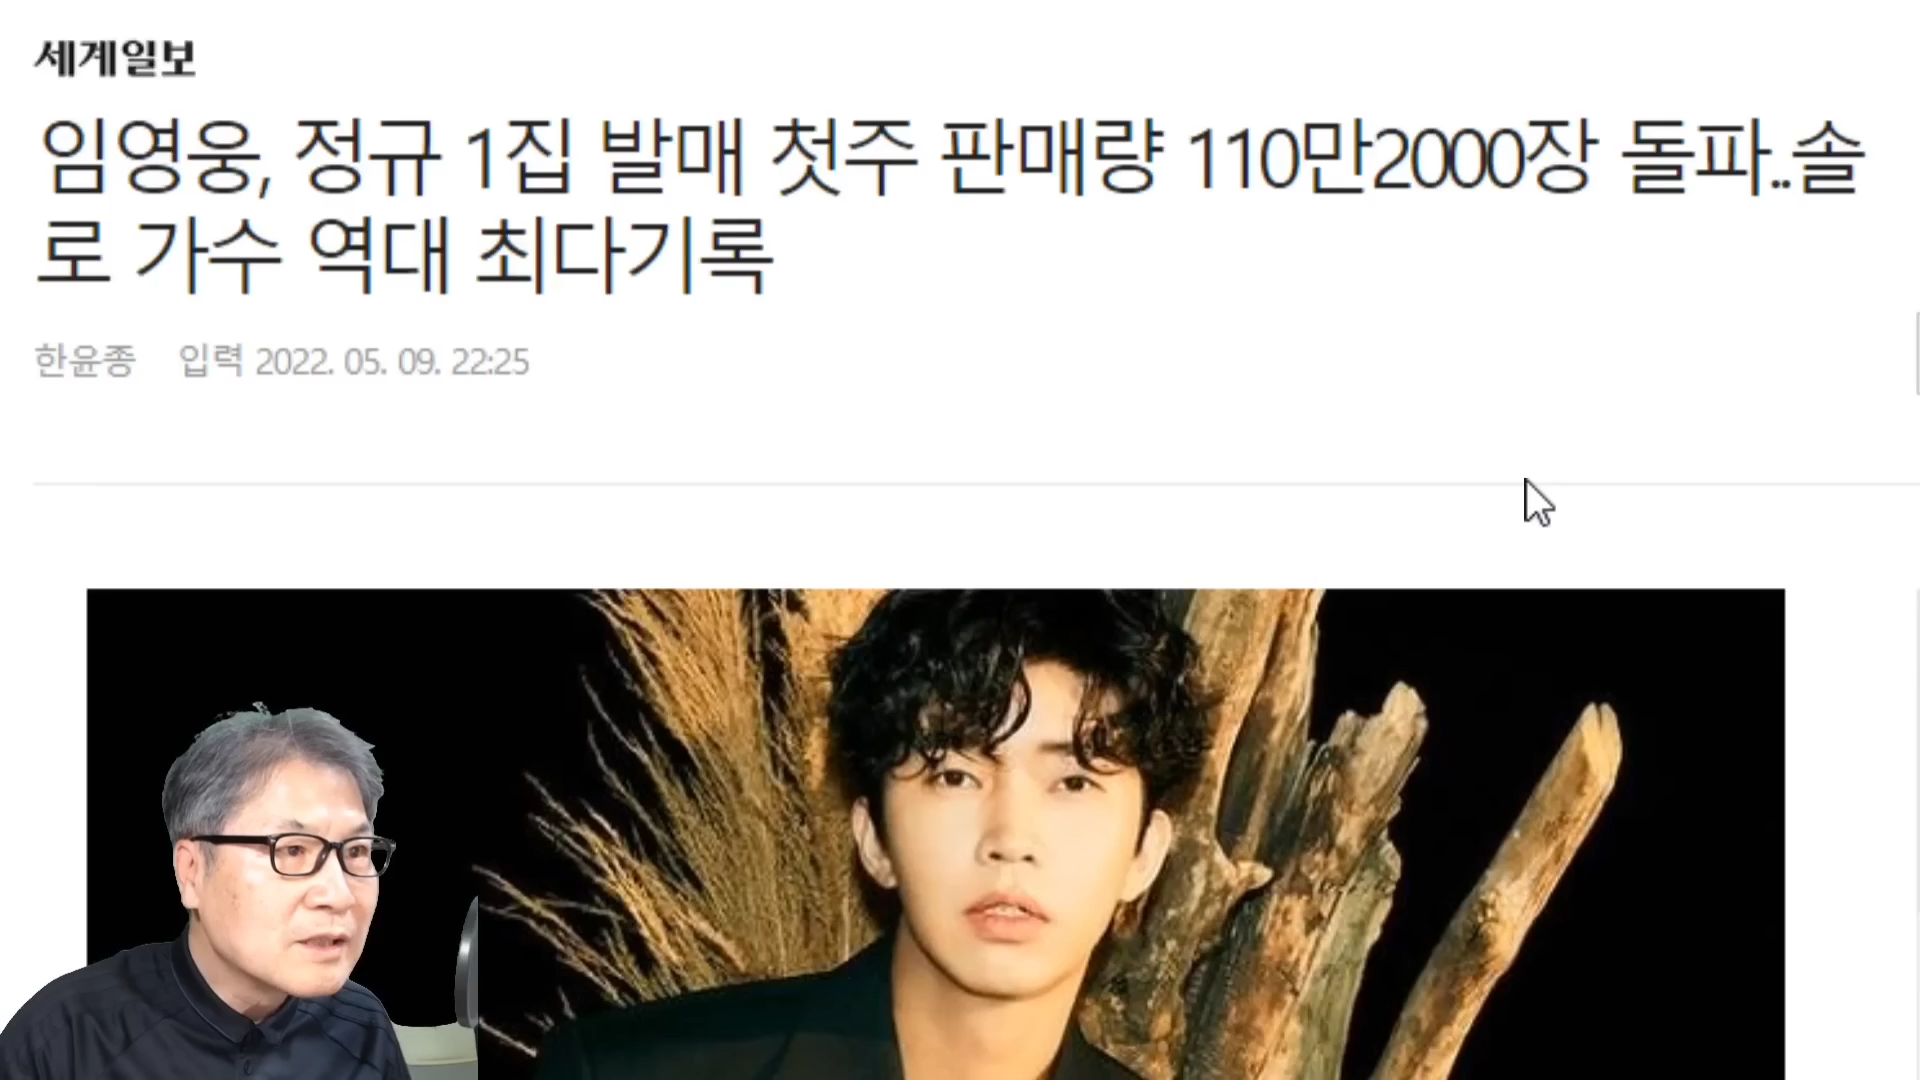 세계일보
임영웅, 정규 1집 발매 첫주 판매량 110만2000장 돌파..솔
로 가수 역대 최다기록
한윤종 입력 2022. 05. 09. 22:25